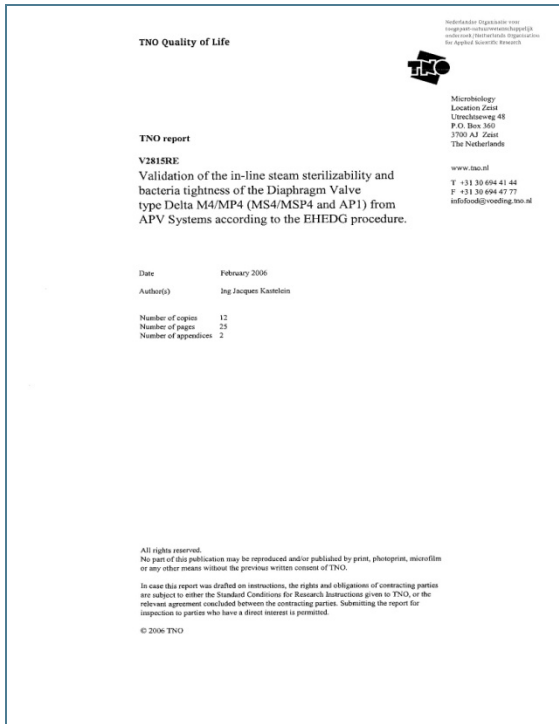 Nederlandse Organisatie voor
toegepast-natuurwetenschappelijk
onderzoek/Netherlands Organisation
for Applied Scientific Research
TNO Quality of Life
TNO
Microbiology
Location Zeist
Utrechtseweg 48
P.O. Box 360
3700 AJ Zeist
The Netherlands
www.tno.nl
T +31 30 694 41 44
F +31 30 694 47 77
infofood@voeding.tno.nl
TNO report
V2815RE
Validation of the in-line steam sterilizability and
bacteria tightness of the Diaphragm Valve
type Delta M4/MP4 (MS4/MSP4 and AP1) from
APV Systems according to the EHEDG procedure.
Date February 2006
Author(s) Ing Jacques Kastelein
Number of copies 12
Number of pages 25
Number of appendices 2
All rights reserved.
No part of this publication may be reproduced and/or published by print, photoprint, microfilm
or any other means without the previous written consent of TNO.
In case this report was drafted on instructions, the rights and obligations of contracting parties
are subject to either the Standard Conditions for Research Instructions given to TNO, or the
relevant agreement concluded between the contracting parties. Submitting the report for
inspection to parties who have a direct interest is permitted.
© 2006 TNO